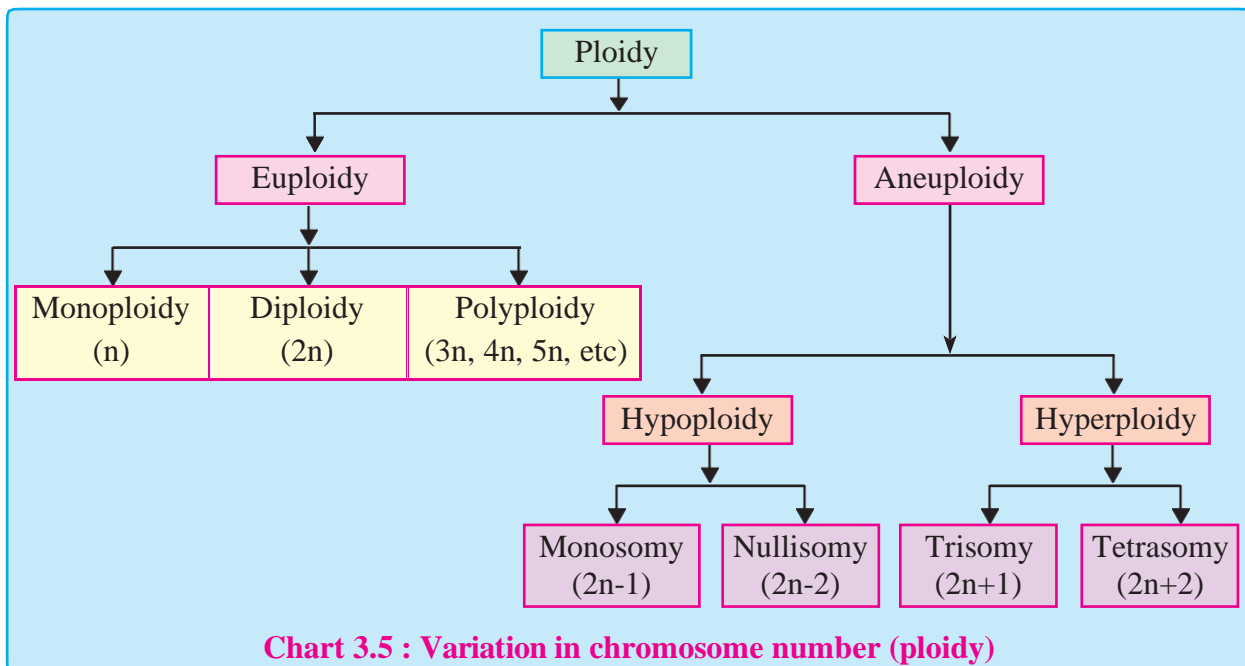 Ploidy
Euploidy
Aneuploidy
Monoploidy
(n)
Diploidy
(2n)
Polyploidy
(3n, 4n, 5n, etc)
Hypoploidy
Hyperploidy
Monosomy
(2n-1)
Nullisomy
(2n-2)
Trisomy
(2n+1)
Tetrasomy
(2n+2)
Chart 3.5 : Variation in chromosome number (ploidy)